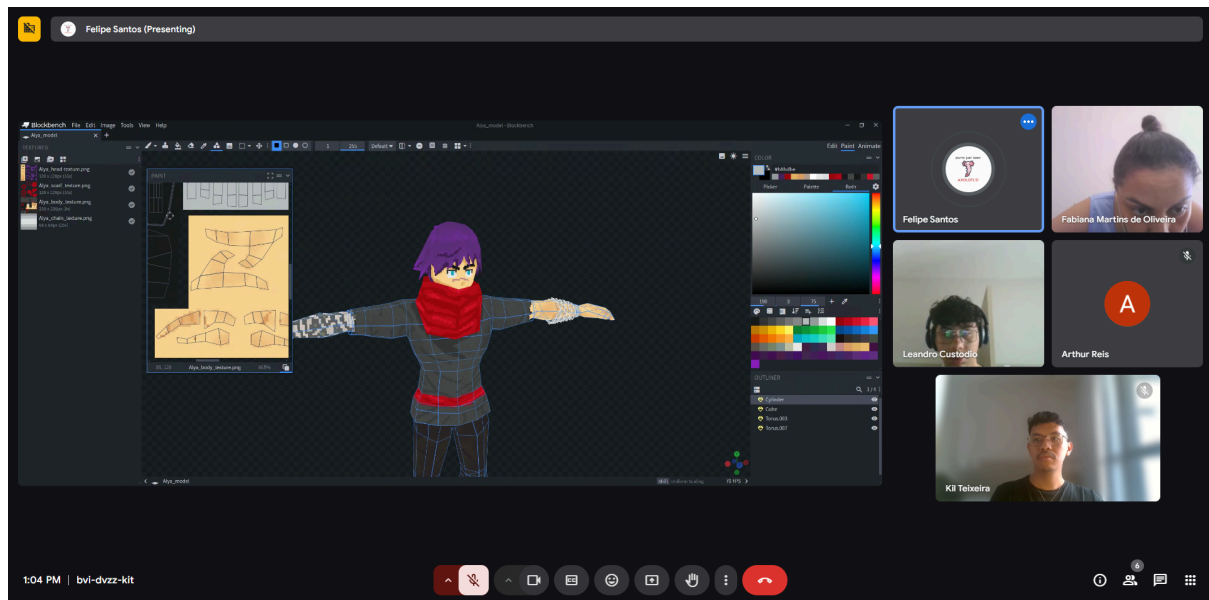 Felipe Santos (Presenting)
Blockbench File Edit Image Tools View Help
Alya_model - Blockbench
Alya_model
TEXTURES
Default
Edit Paint Animate
Alya_head texture.png
Alya_scarf_texture.png
Alya_body_texture.png
Alya_chain_texture.png
PAINT
COLOR
Picker Palette Both
OUTLINER
Cylinder
Cube
Torus.003
Torus.007
Alya_body_texture.png
Alya_model
Felipe Santos
Fabiana Martins de Oliveira
Leandro Custodio
A
Arthur Reis
Kil Teixeira
1:04 PM | bvi-dvzz-kit
6